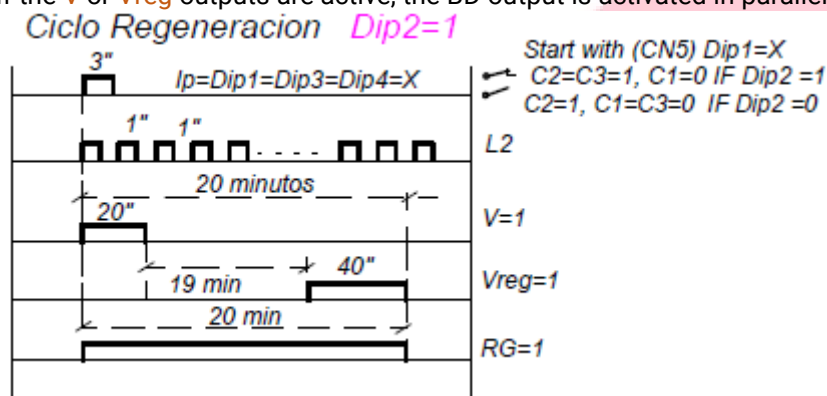 V or Vreg outputs are active, the BD output is activated in parallel
Ciclo Regeneracion Dip2=1
3"
Ip=Dip1=Dip3=Dip4=X
Start with (CN5) Dip1=X
C2=C3=1, C1=0 IF Dip2 =1
C2=1, C1=C3=0 IF Dip2 =0
1" 1"
L2
20 minutos
20"
V=1
19 min
40"
Vreg=1
20 min
RG=1